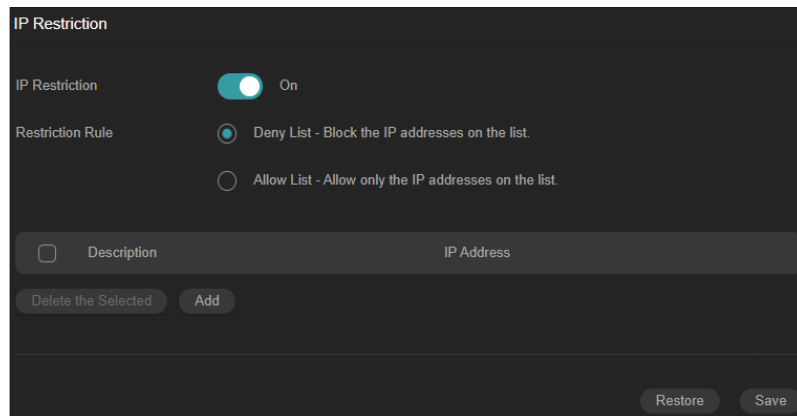 IP Restriction
IP Restriction On
Restriction Rule Deny List - Block the IP addresses on the list.
Allow List - Allow only the IP addresses on the list.
Description IP Address
Delete the Selected Add
Restore Save